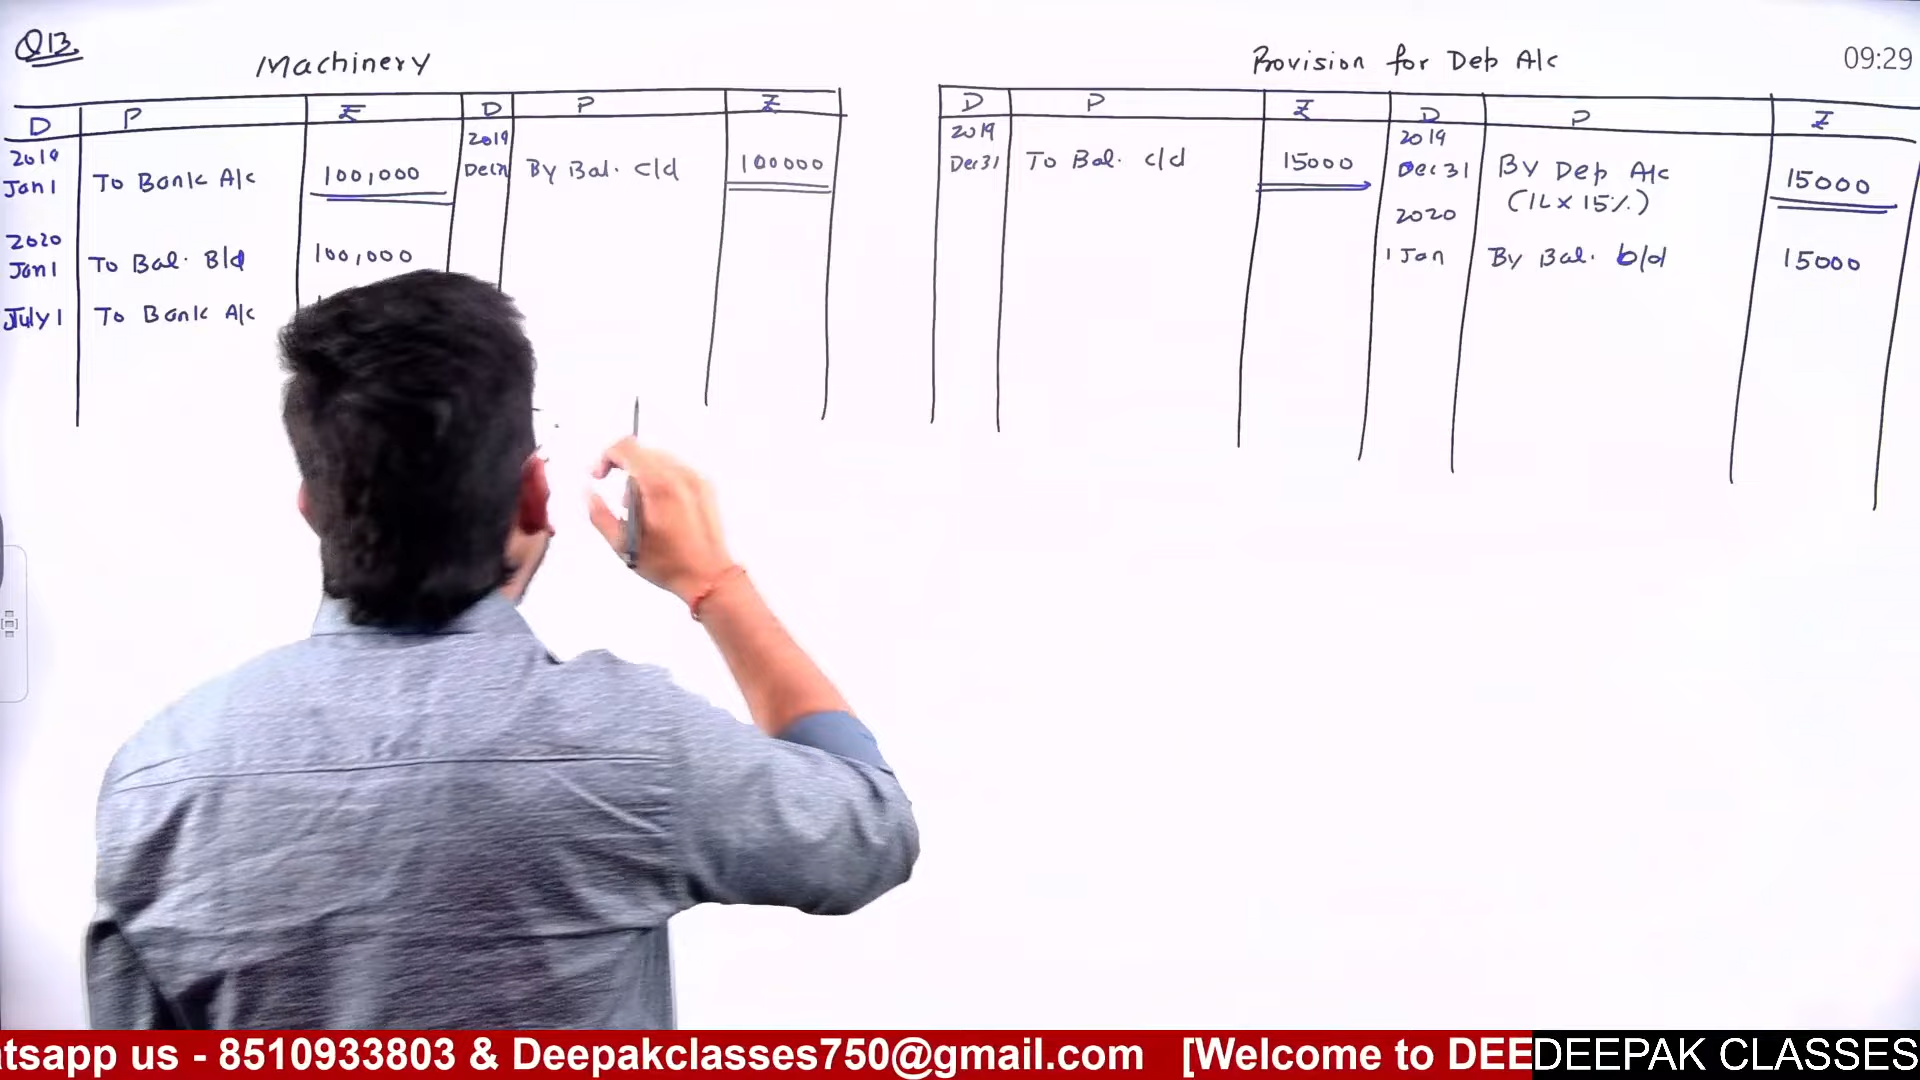 Q13.
Machinery
Provision for Dep A/c
09:29
D P ₹ D P ₹
2019 2019
Jan 1 To Bank A/c 100,000 Dec 31 By Bal. c/d 100000
2020
Jan 1 To Bal. B/d 100,000
July 1 To Bank A/c
D P ₹ D P ₹
2019 2019
Dec 31 To Bal. c/d 15000 Dec 31 By Dep A/c 15000
(1L x 15%)
2020
1 Jan By Bal. b/d 15000
tsapp us - 8510933803 & Deepakclasses750@gmail.com [Welcome to DEE
DEEPAK CLASSES